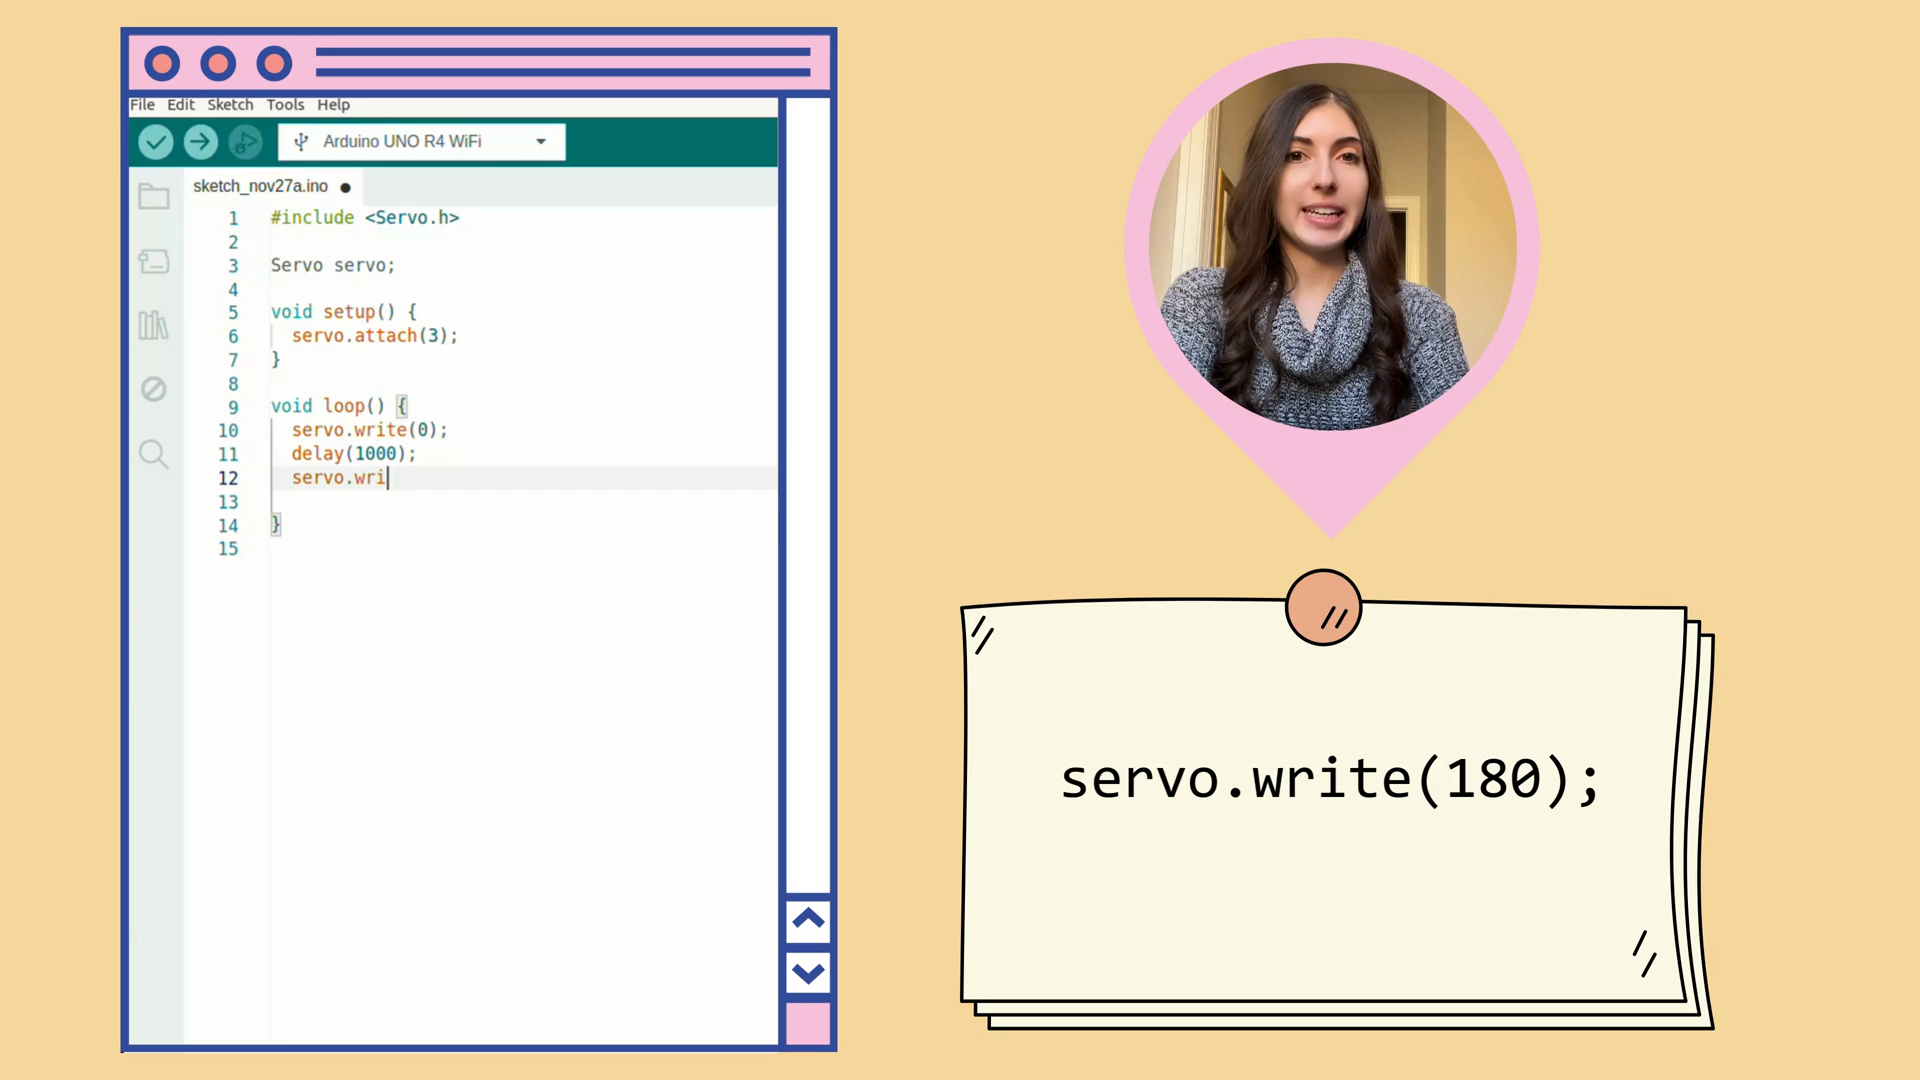 File Edit Sketch Tools Help
Arduino UNO R4 WiFi
sketch_nov27a.ino
1 #include <Servo.h>
2
3 Servo servo;
4
5 void setup() {
6 servo.attach(3);
7 }
8
9 void loop() {
10 servo.write(0);
11 delay(1000);
12 servo.wri
13
14 }
15
servo.write(180);